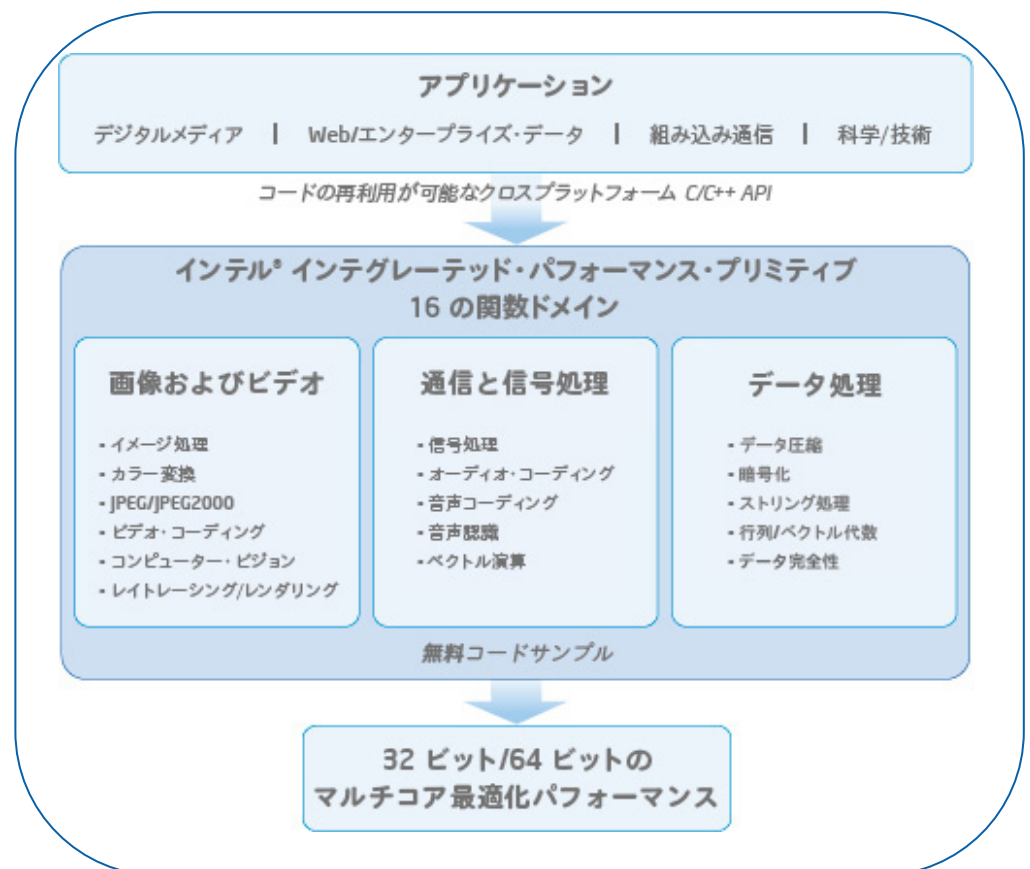 アプリケーション
デジタルメディア | Web/エンタープライズ・データ | 組み込み通信 | 科学/技術
コードの再利用が可能なクロスプラットフォーム C/C++ API
インテル® インテグレーテッド・パフォーマンス・プリミティブ
16 の関数ドメイン
画像およびビデオ
- イメージ処理
- カラー変換
- JPEG/JPEG2000
- ビデオ・コーディング
- コンピューター・ビジョン
- レイトレーシング/レンダリング
通信と信号処理
- 信号処理
- オーディオ・コーディング
- 音声コーディング
- 音声認識
- ベクトル演算
データ処理
- データ圧縮
- 暗号化
- ストリング処理
- 行列/ベクトル代数
- データ完全性
無料コードサンプル
32 ビット/64 ビットの
マルチコア最適化パフォーマンス